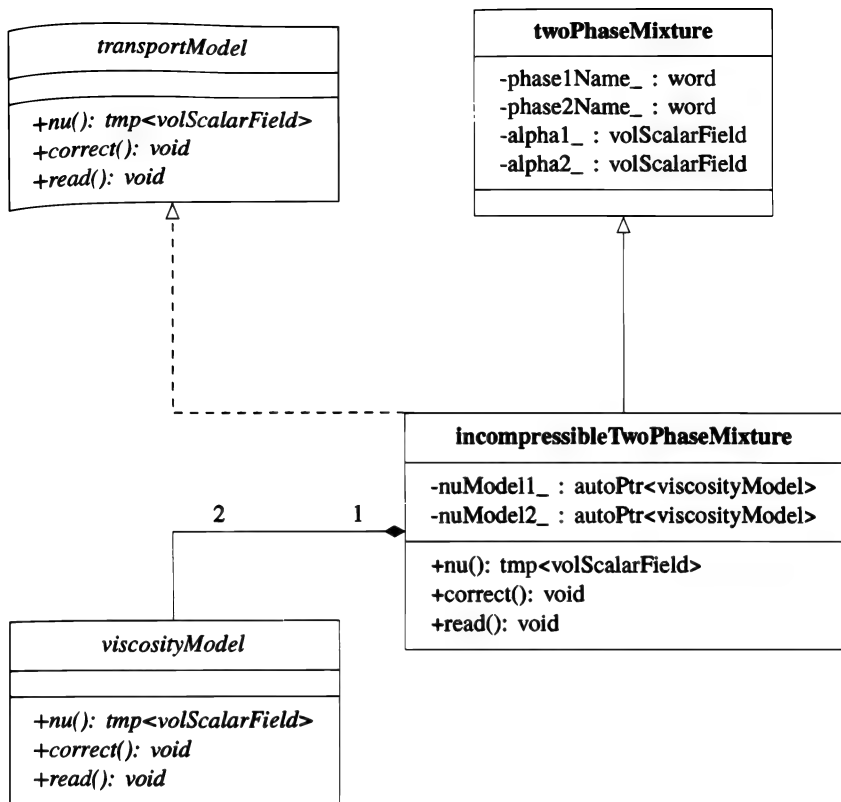 transportModel
+nu(): tmp<volScalarField>
+correct(): void
+read(): void
twoPhaseMixture
-phase1Name_ : word
-phase2Name_ : word
-alpha1_ : volScalarField
-alpha2_ : volScalarField
incompressibleTwoPhaseMixture
-nuModel1_ : autoPtr<viscosityModel>
-nuModel2_ : autoPtr<viscosityModel>
+nu(): tmp<volScalarField>
+correct(): void
+read(): void
2 1
viscosityModel
+nu(): tmp<volScalarField>
+correct(): void
+read(): void